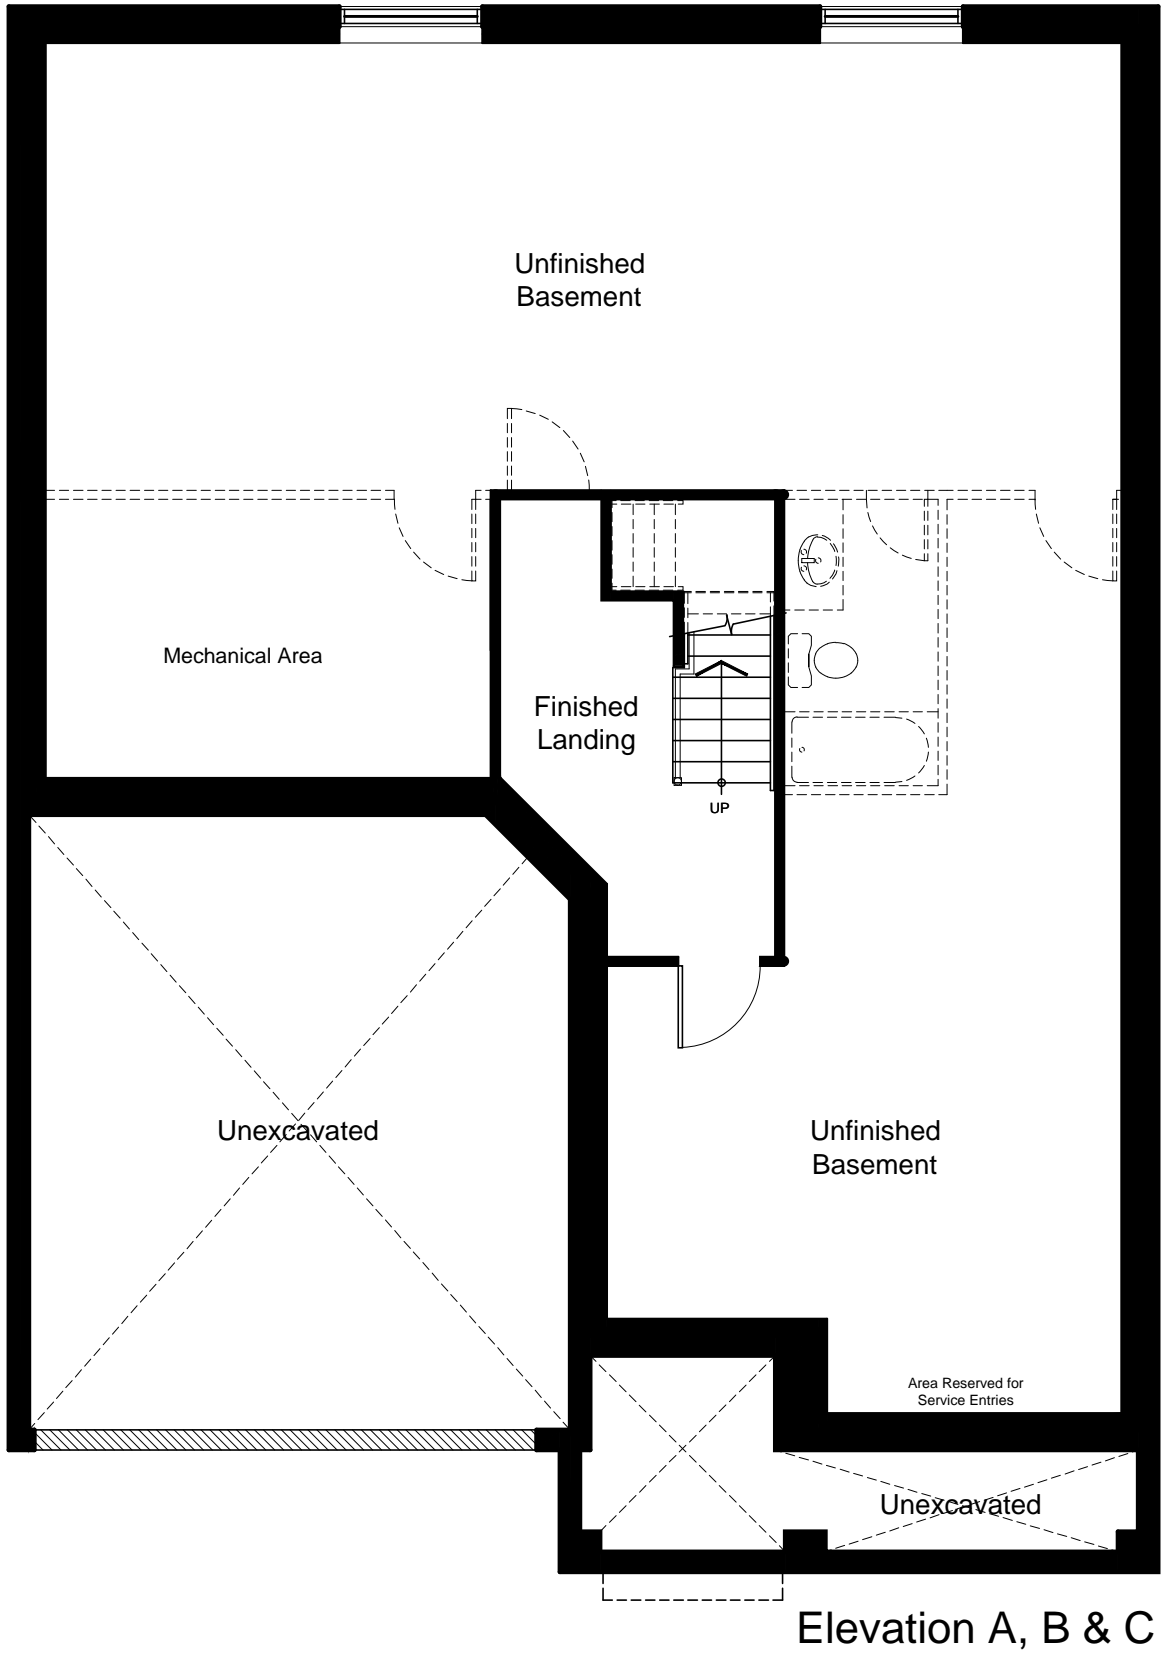 Unfinished
Basement
Mechanical Area
Finished
Landing
UP
Unexcavated
Unfinished
Basement
Area Reserved for
Service Entries
Unexcavated
Elevation A, B & C